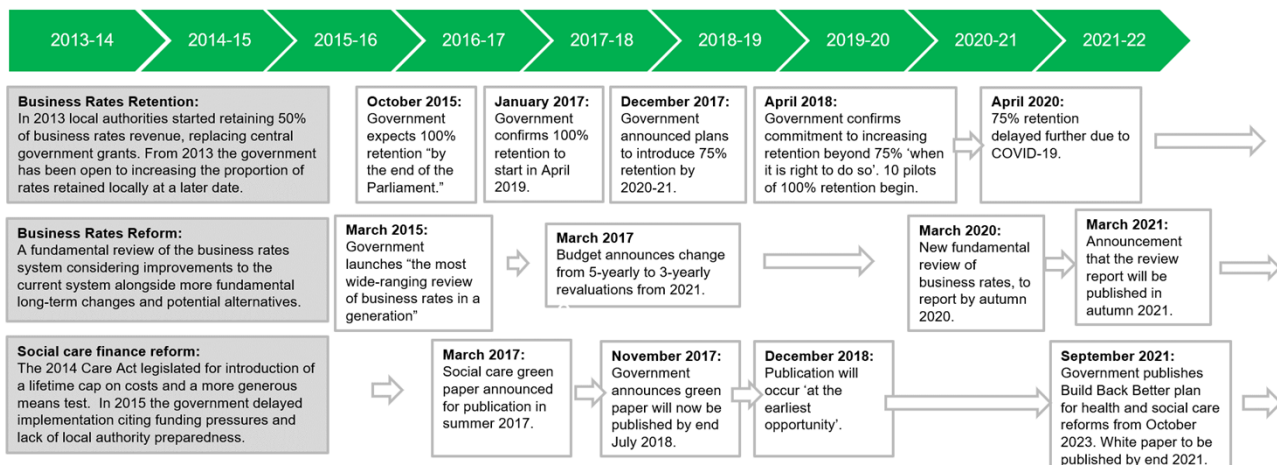 2013-14
2014-15
2015-16
2016-17
2017-18
2018-19
2019-20
2020-21
2021-22
Business Rates Retention:
In 2013 local authorities started retaining 50%
of business rates revenue, replacing central
government grants. From 2013 the government
has been open to increasing the proportion of
rates retained locally at a later date.
October 2015:
Government
expects 100%
retention “by
the end of the
Parliament.”
January 2017:
Government
confirms 100%
retention to
start in April
2019.
December 2017:
Government
announced plans
to introduce 75%
retention by
2020-21.
April 2018:
Government confirms
commitment to increasing
retention beyond 75% ‘when
it is right to do so’. 10 pilots
of 100% retention begin.
April 2020:
75% retention
delayed further due to
COVID-19.
Business Rates Reform:
A fundamental review of the business rates
system considering improvements to the
current system alongside more fundamental
long-term changes and potential alternatives.
March 2015:
Government
launches “the most
wide-ranging review
of business rates in a
generation”
March 2017
Budget announces change
from 5-yearly to 3-yearly
revaluations from 2021.
March 2020:
New fundamental
review of
business rates, to
report by autumn
2020.
March 2021:
Announcement
that the review
report will be
published in
autumn 2021.
Social care finance reform:
The 2014 Care Act legislated for introduction of
a lifetime cap on costs and a more generous
means test. In 2015 the government delayed
implementation citing funding pressures and
lack of local authority preparedness.
March 2017:
Social care green
paper announced
for publication in
summer 2017.
November 2017:
Government
announces green
paper will now be
published by end
July 2018.
December 2018:
Publication will
occur ‘at the
earliest
opportunity’.
September 2021:
Government publishes
Build Back Better plan
for health and social care
reforms from October
2023. White paper to be
published by end 2021.